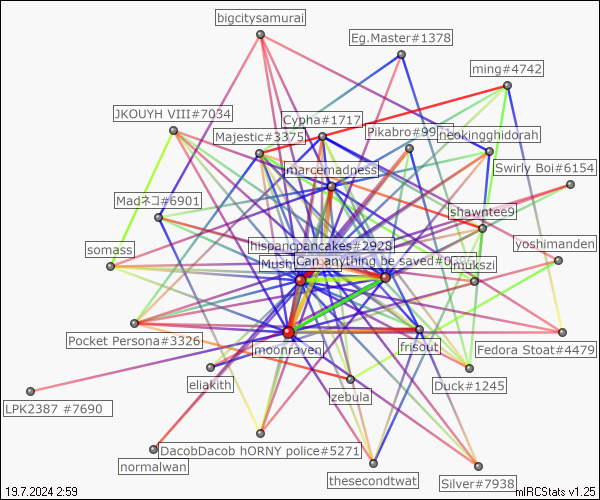 bigcitysamurai
Eg.Master#1378
ming#4742
JKOUYH VIII#7034
Cypha#1717
Majestic#3375
Pikabro#99
neokingghidorah
marcemadness
Swirly Boi#6154
Madネコ#6901
shawntee9
hispancpancakes#2928
yoshimanden
somass
Mush
Can anything be saved#0
mukszi
Pocket Persona#3326
moonraven
frisout
Fedora Stoat#4479
eliakith
Duck#1245
zebula
LPK2387 #7690
DacobDacob hORNY police#5271
normalwan
thesecondtwat
Silver#7938
19.7.2024 2:59
mIRCStats v1.25